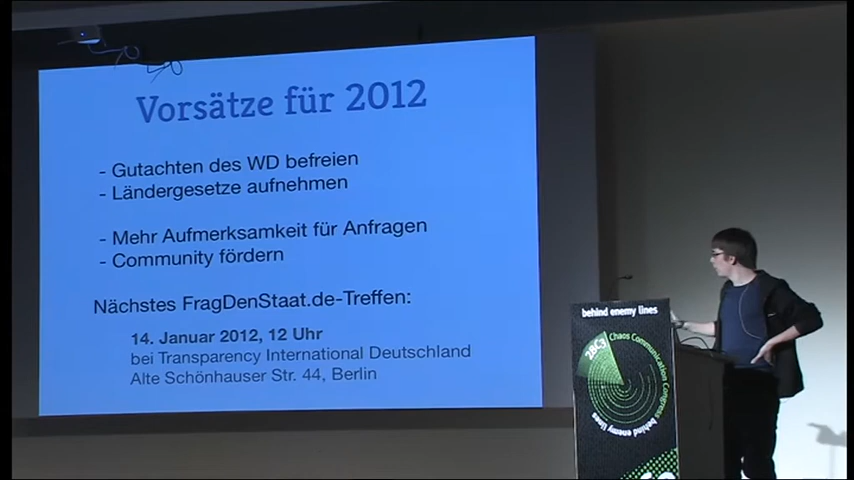 Vorsätze für 2012
- Gutachten des WD befreien
- Ländergesetze aufnehmen
- Mehr Aufmerksamkeit für Anfragen
- Community fördern
Nächstes FragDenStaat.de-Treffen:
14. Januar 2012, 12 Uhr
bei Transparency International Deutschland
Alte Schönhauser Str. 44, Berlin
behind enemy lines
28C3
Chaos Communication Congress
behind enemy lines